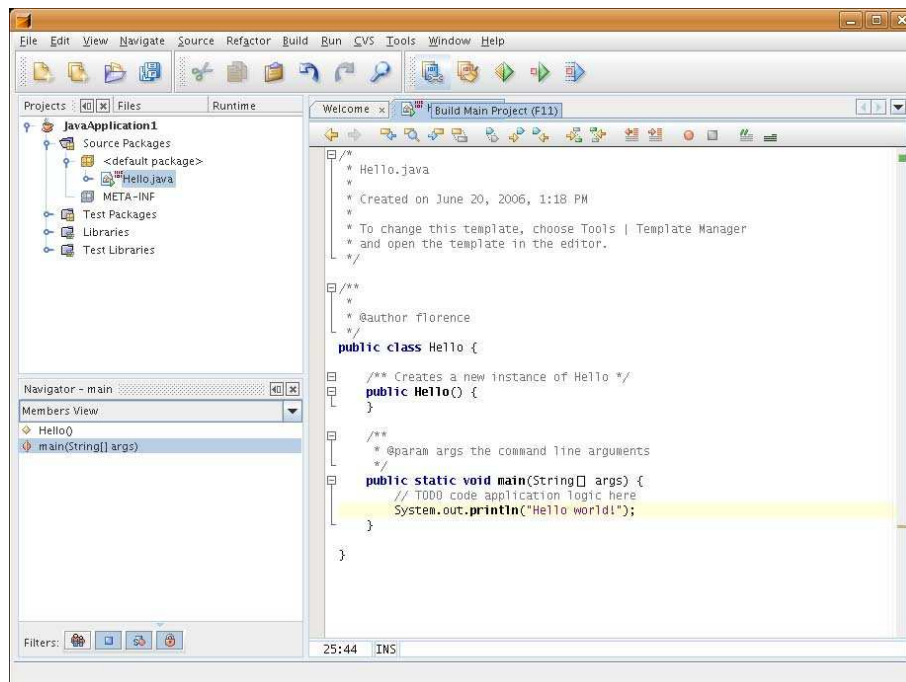 File Edit View Navigate Source Refactor Build Run CVS Tools Window Help
Projects Files Runtime
JavaApplication1
Source Packages
<default package>
Hello.java
META-INF
Test Packages
Libraries
Test Libraries
Navigator - main
Members View
Hello()
main(String[] args)
Filters:
Welcome
Build Main Project (F11)
/*
* Hello.java
*
* Created on June 20, 2006, 1:18 PM
*
* To change this template, choose Tools | Template Manager
* and open the template in the editor.
*/
/**
*
* @author florence
*/
public class Hello {
/** Creates a new instance of Hello */
public Hello() {
}
/**
* @param args the command line arguments
*/
public static void main(String[] args) {
// TODO code application logic here
System.out.println("Hello world!");
}
}
25:44 INS